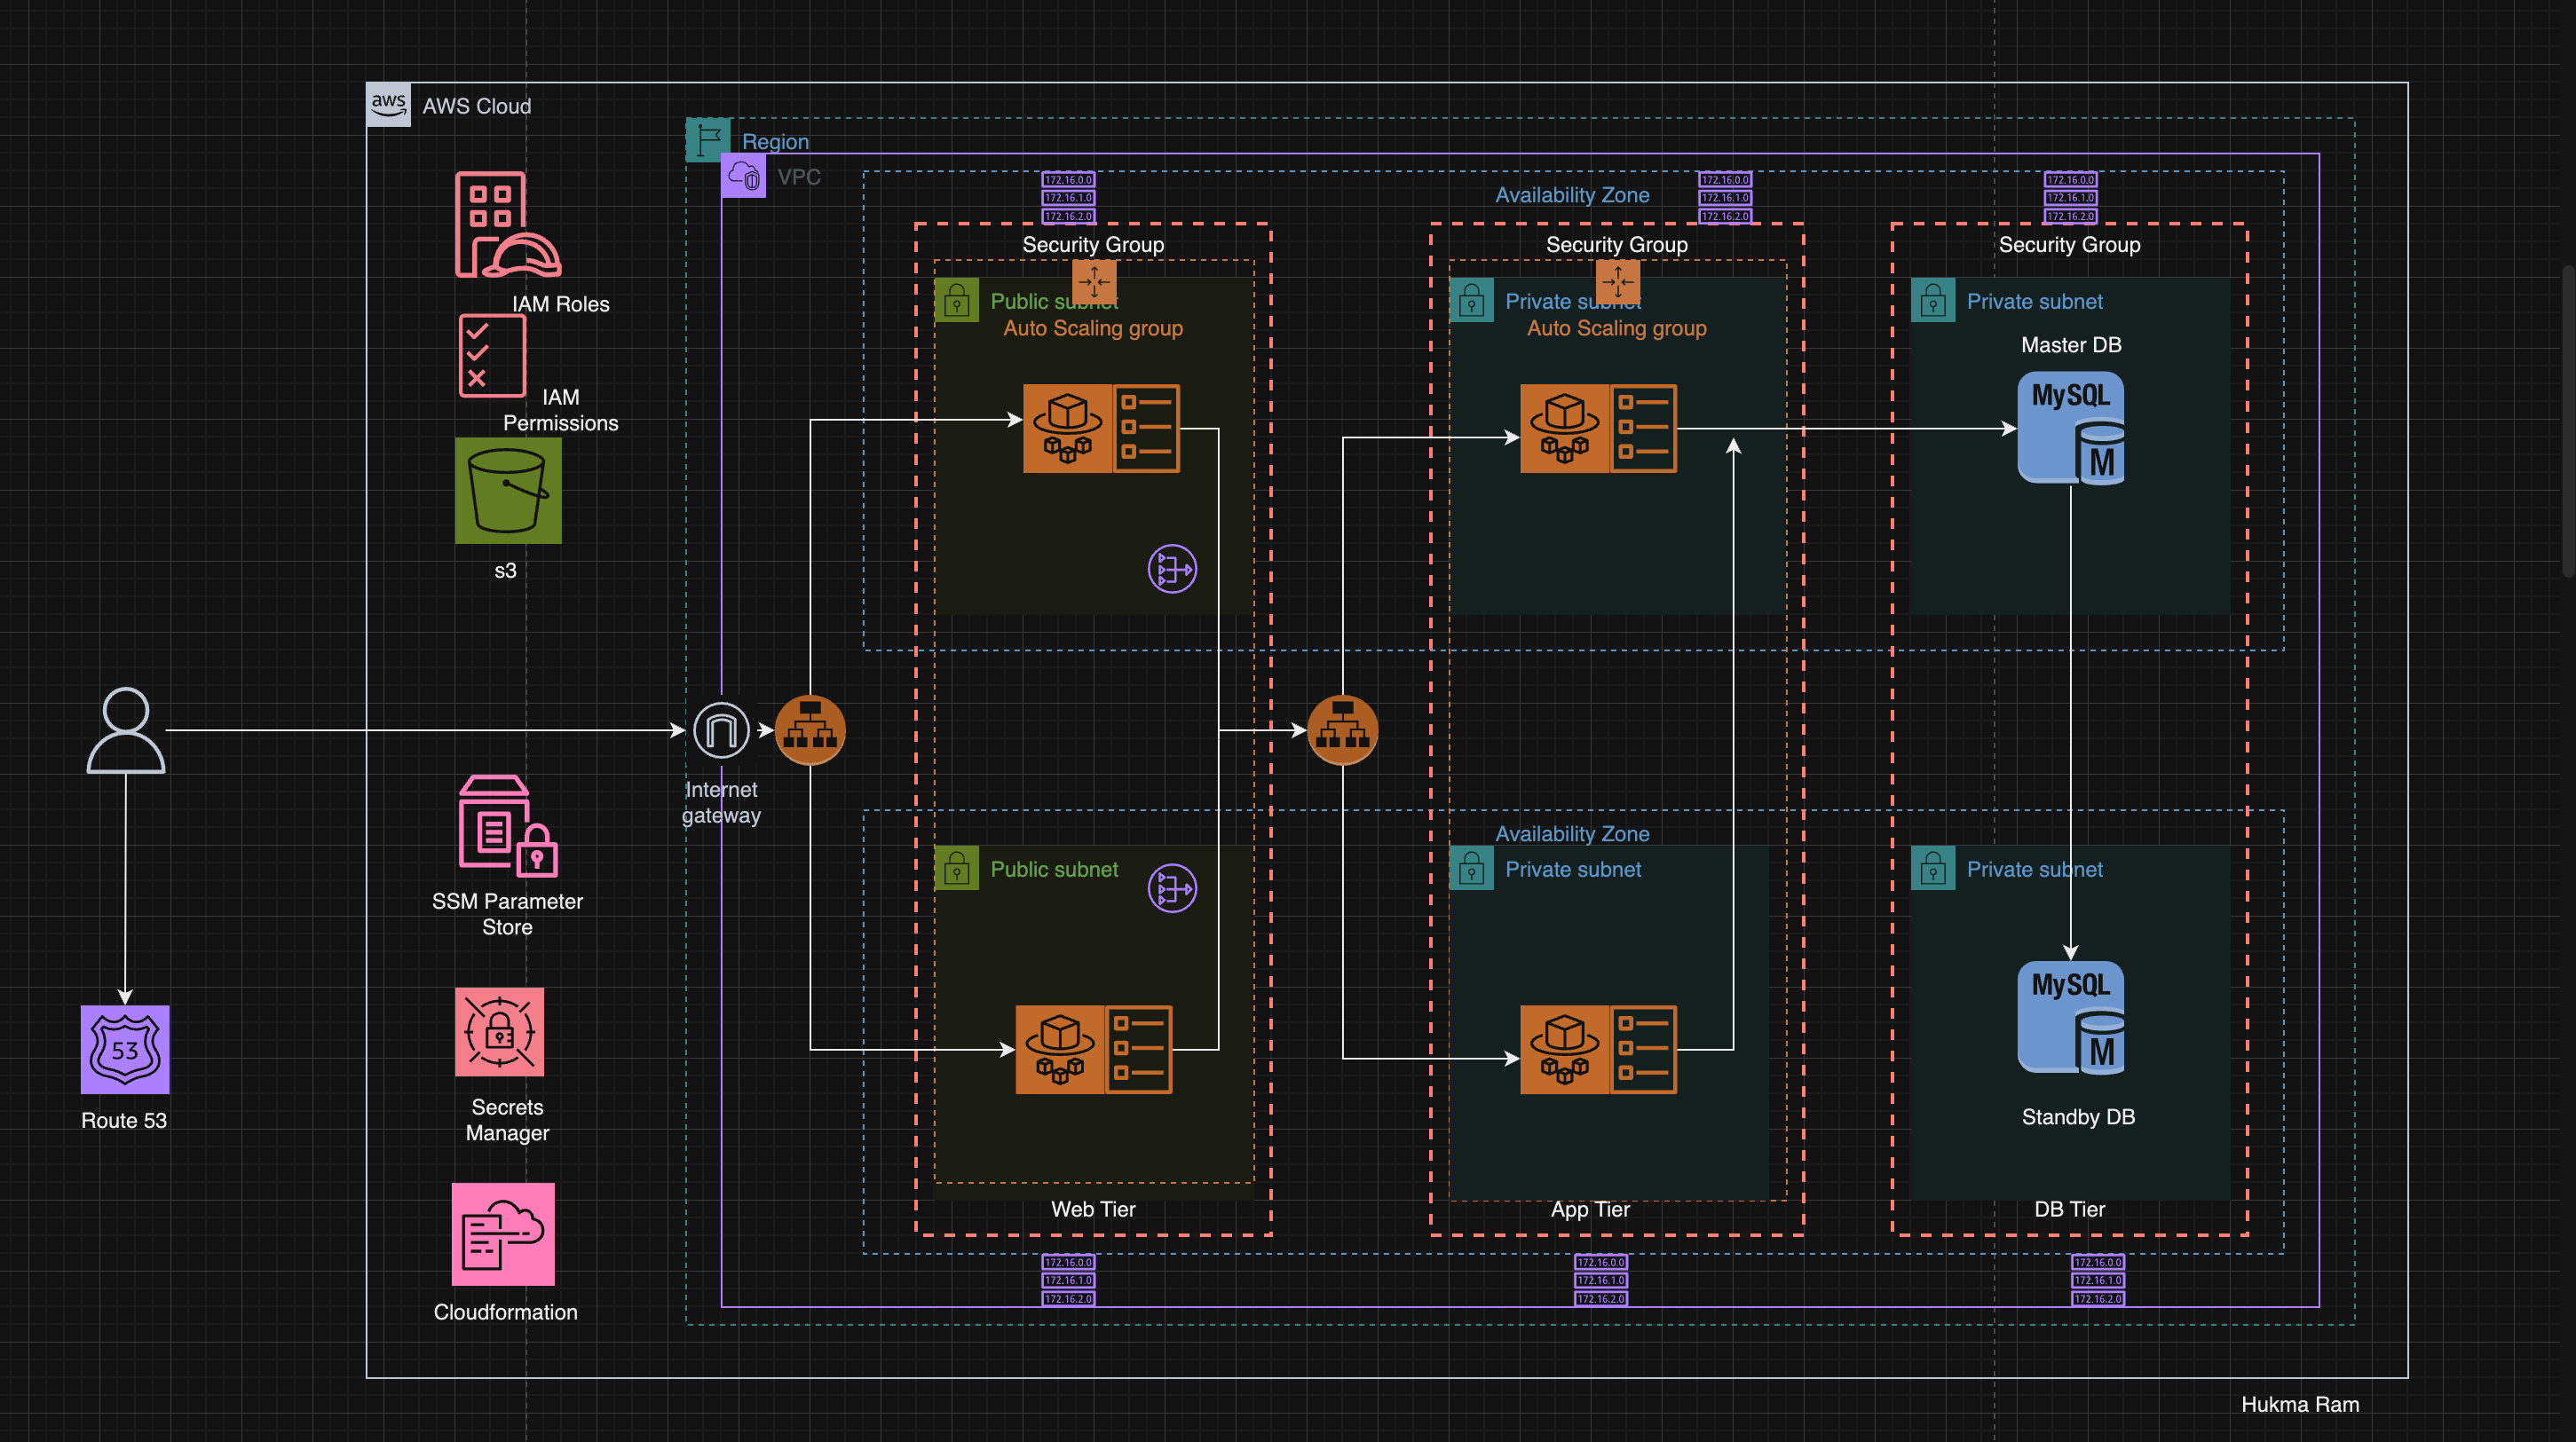 aws
AWS Cloud
Region
VPC
172.16.0.0
172.16.1.0
172.16.2.0
Availability Zone
172.16.0.0
172.16.1.0
172.16.2.0
172.16.0.0
172.16.1.0
172.16.2.0
Security Group
Security Group
Security Group
Public subnet
Auto Scaling group
Private subnet
Auto Scaling group
Private subnet
Master DB
MySQL
M
IAM Roles
IAM
Permissions
s3
Internet
gateway
Availability Zone
Public subnet
Private subnet
Private subnet
SSM Parameter
Store
MySQL
M
53
Route 53
Secrets
Manager
Standby DB
Web Tier
App Tier
DB Tier
172.16.0.0
172.16.1.0
172.16.2.0
172.16.0.0
172.16.1.0
172.16.2.0
172.16.0.0
172.16.1.0
172.16.2.0
Cloudformation
Hukma Ram